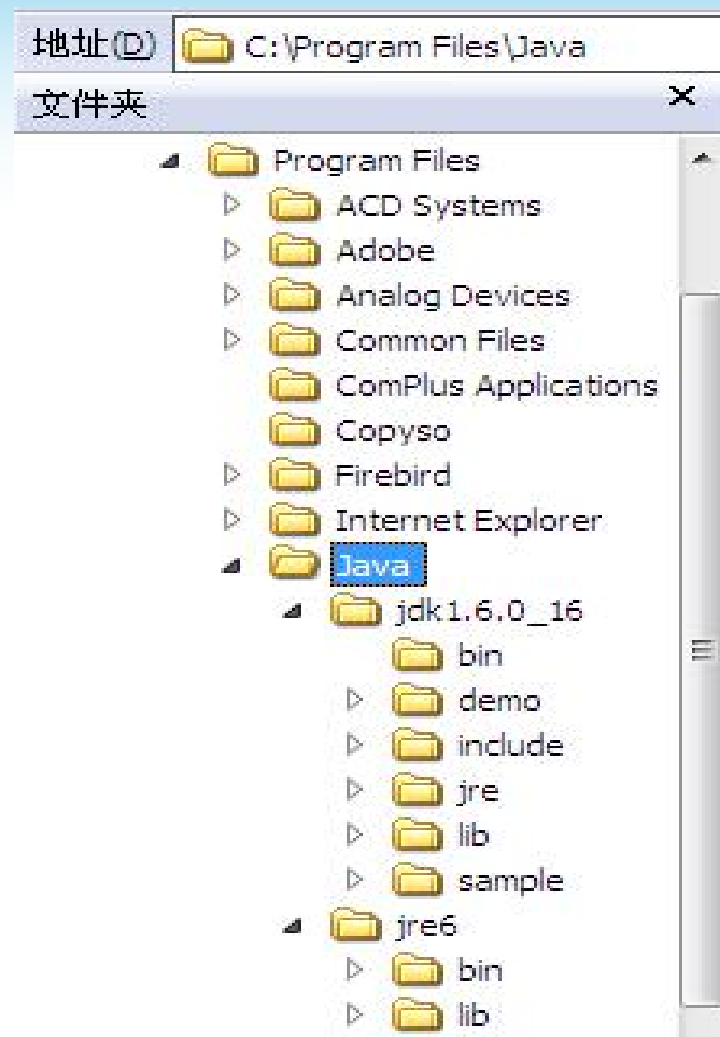 地址(D) C:\Program Files\Java
文件夹
Program Files
ACD Systems
Adobe
Analog Devices
Common Files
ComPlus Applications
Copyso
Firebird
Internet Explorer
Java
jdk1.6.0_16
bin
demo
include
jre
lib
sample
jre6
bin
lib